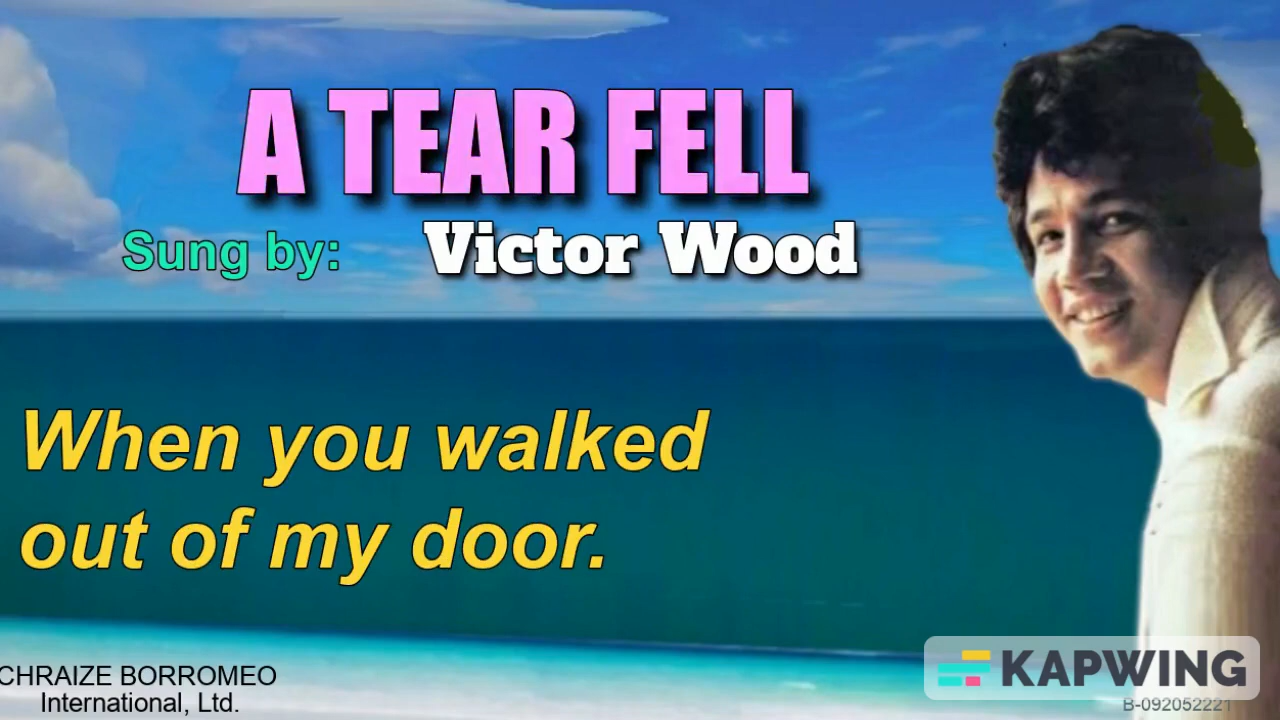 A TEAR FELL
Sung by: Victor Wood
When you walked
out of my door.
CHRAIZE BORROMEO
International, Ltd.
KAPWING
B-092052221